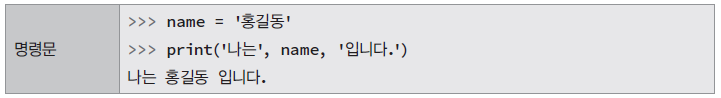 명령문
>>> name = '홍길동'
>>> print('나는', name, '입니다.')
나는 홍길동 입니다.